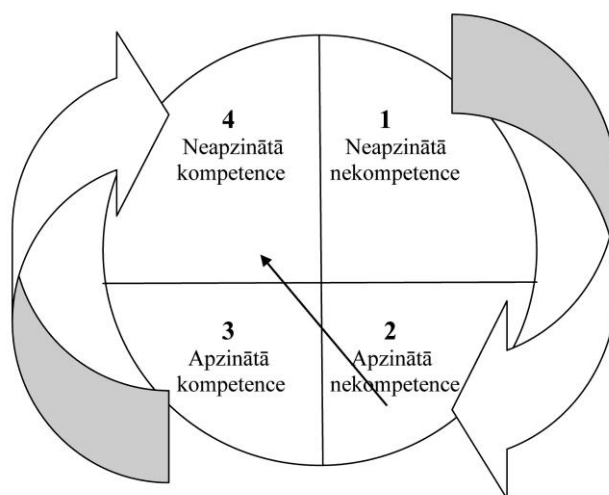 4
Neapzinātā
kompetence
1
Neapzinātā
nekompetence
3
Apzinātā
kompetence
2
Apzinātā
nekompetence